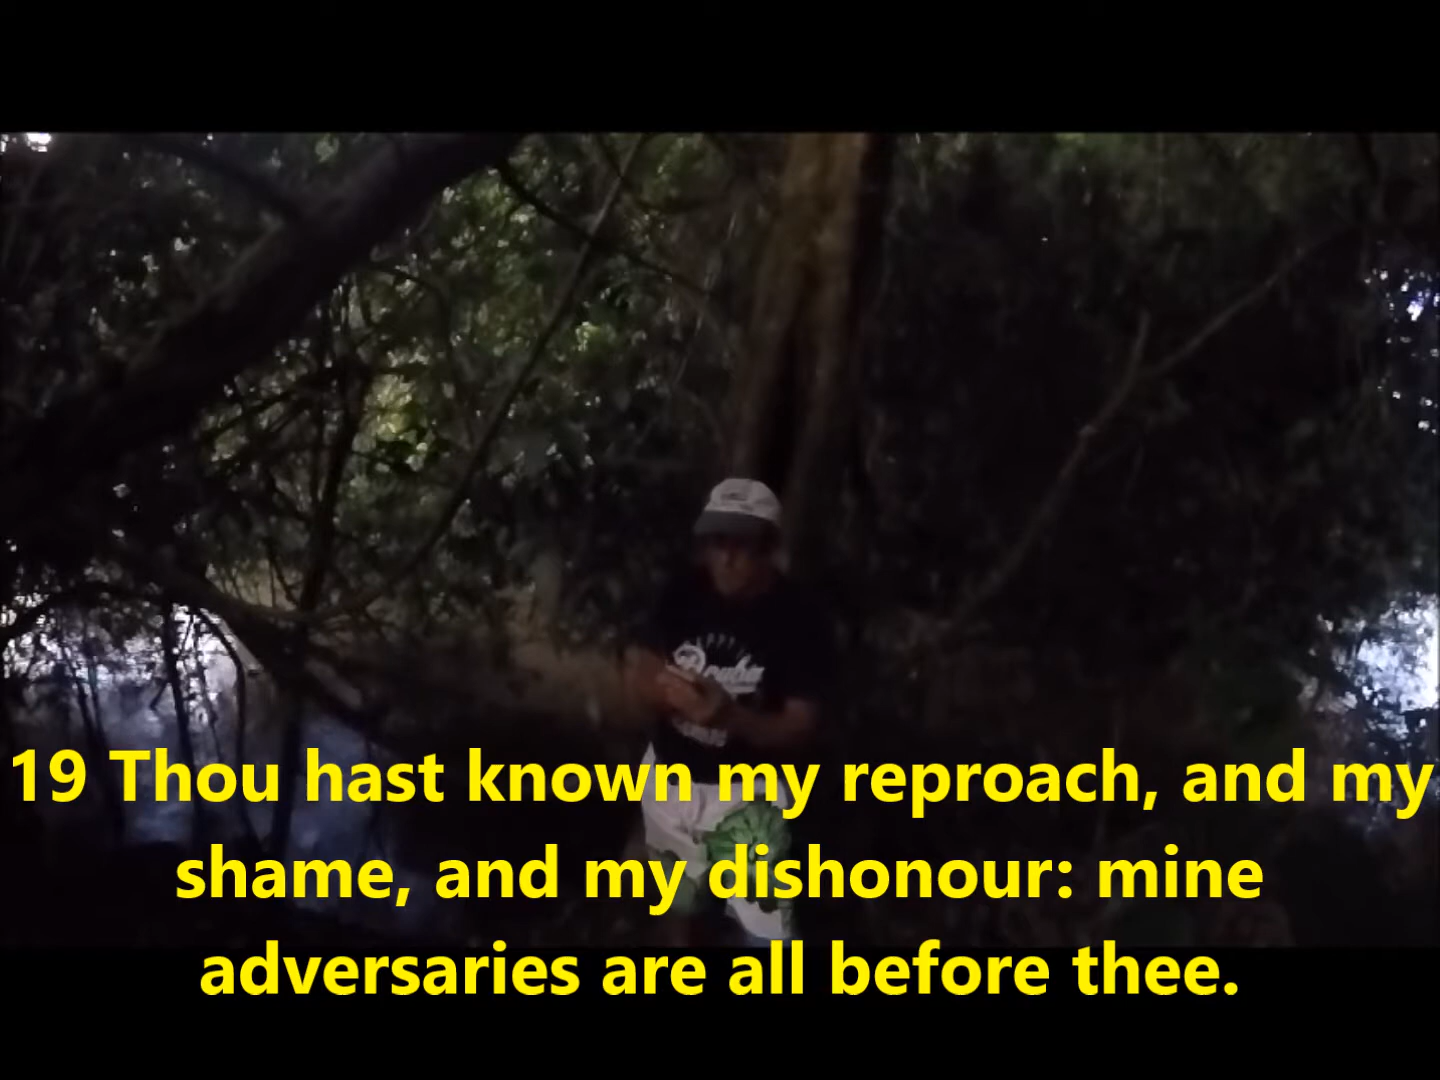 19 Thou hast known my reproach, and my
shame, and my dishonour: mine
adversaries are all before thee.